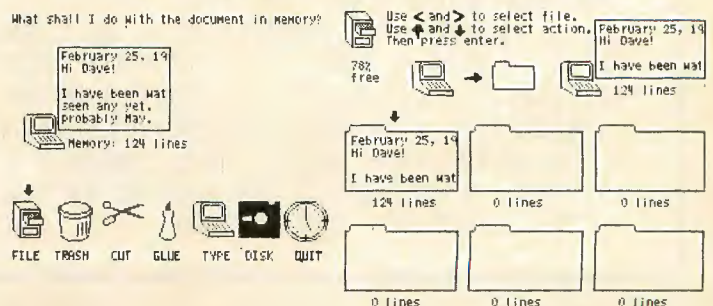 What shall I do with the document in memory?
February 25, 19
Hi Dave!
I have been wat
seen any yet.
probably May.
Memory: 124 lines
FILE TRASH CUT GLUE TYPE DISK QUIT
Use < and > to select file.
Use ↑ and ↓ to select action.
Then press enter.
78% free
February 25, 19
Hi Dave!
I have been wat
124 lines
February 25, 19
Hi Dave!
I have been wat
124 lines
0 lines
0 lines
0 lines
0 lines
0 lines